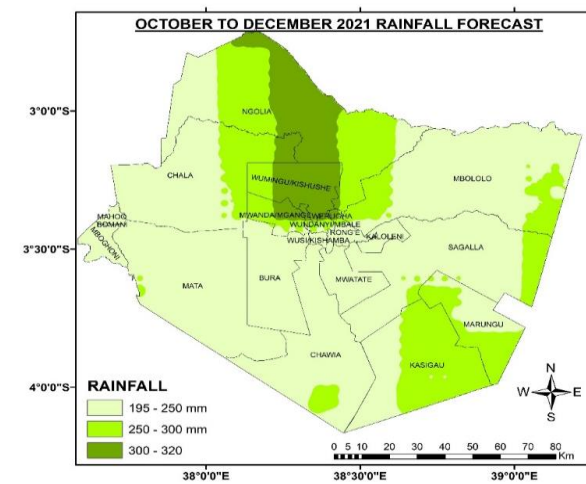 OCTOBER TO DECEMBER 2021 RAINFALL FORECAST
3°0'0"S
NGOLIA
CHALA
WUMINGU/KISHUSHE
MBOLOLO
MAHOO
BOMANI
MWANDA/MGANGE
WERUGHA
WUNDANYI/MBALE
3°30'0"S
MBOGHONI
WUSI/KISHAMBA
RONG'E
KALOLENI
SAGALLA
MATA
BURA
MWATATE
MARUNGU
CHAWIA
KASIGAU
4°0'0"S
RAINFALL
195 - 250 mm
250 - 300 mm
300 - 320
N
W E
S
0 5 10 20 30 40 50 60 70 80
Km
38°0'0"E
38°30'0"E
39°0'0"E